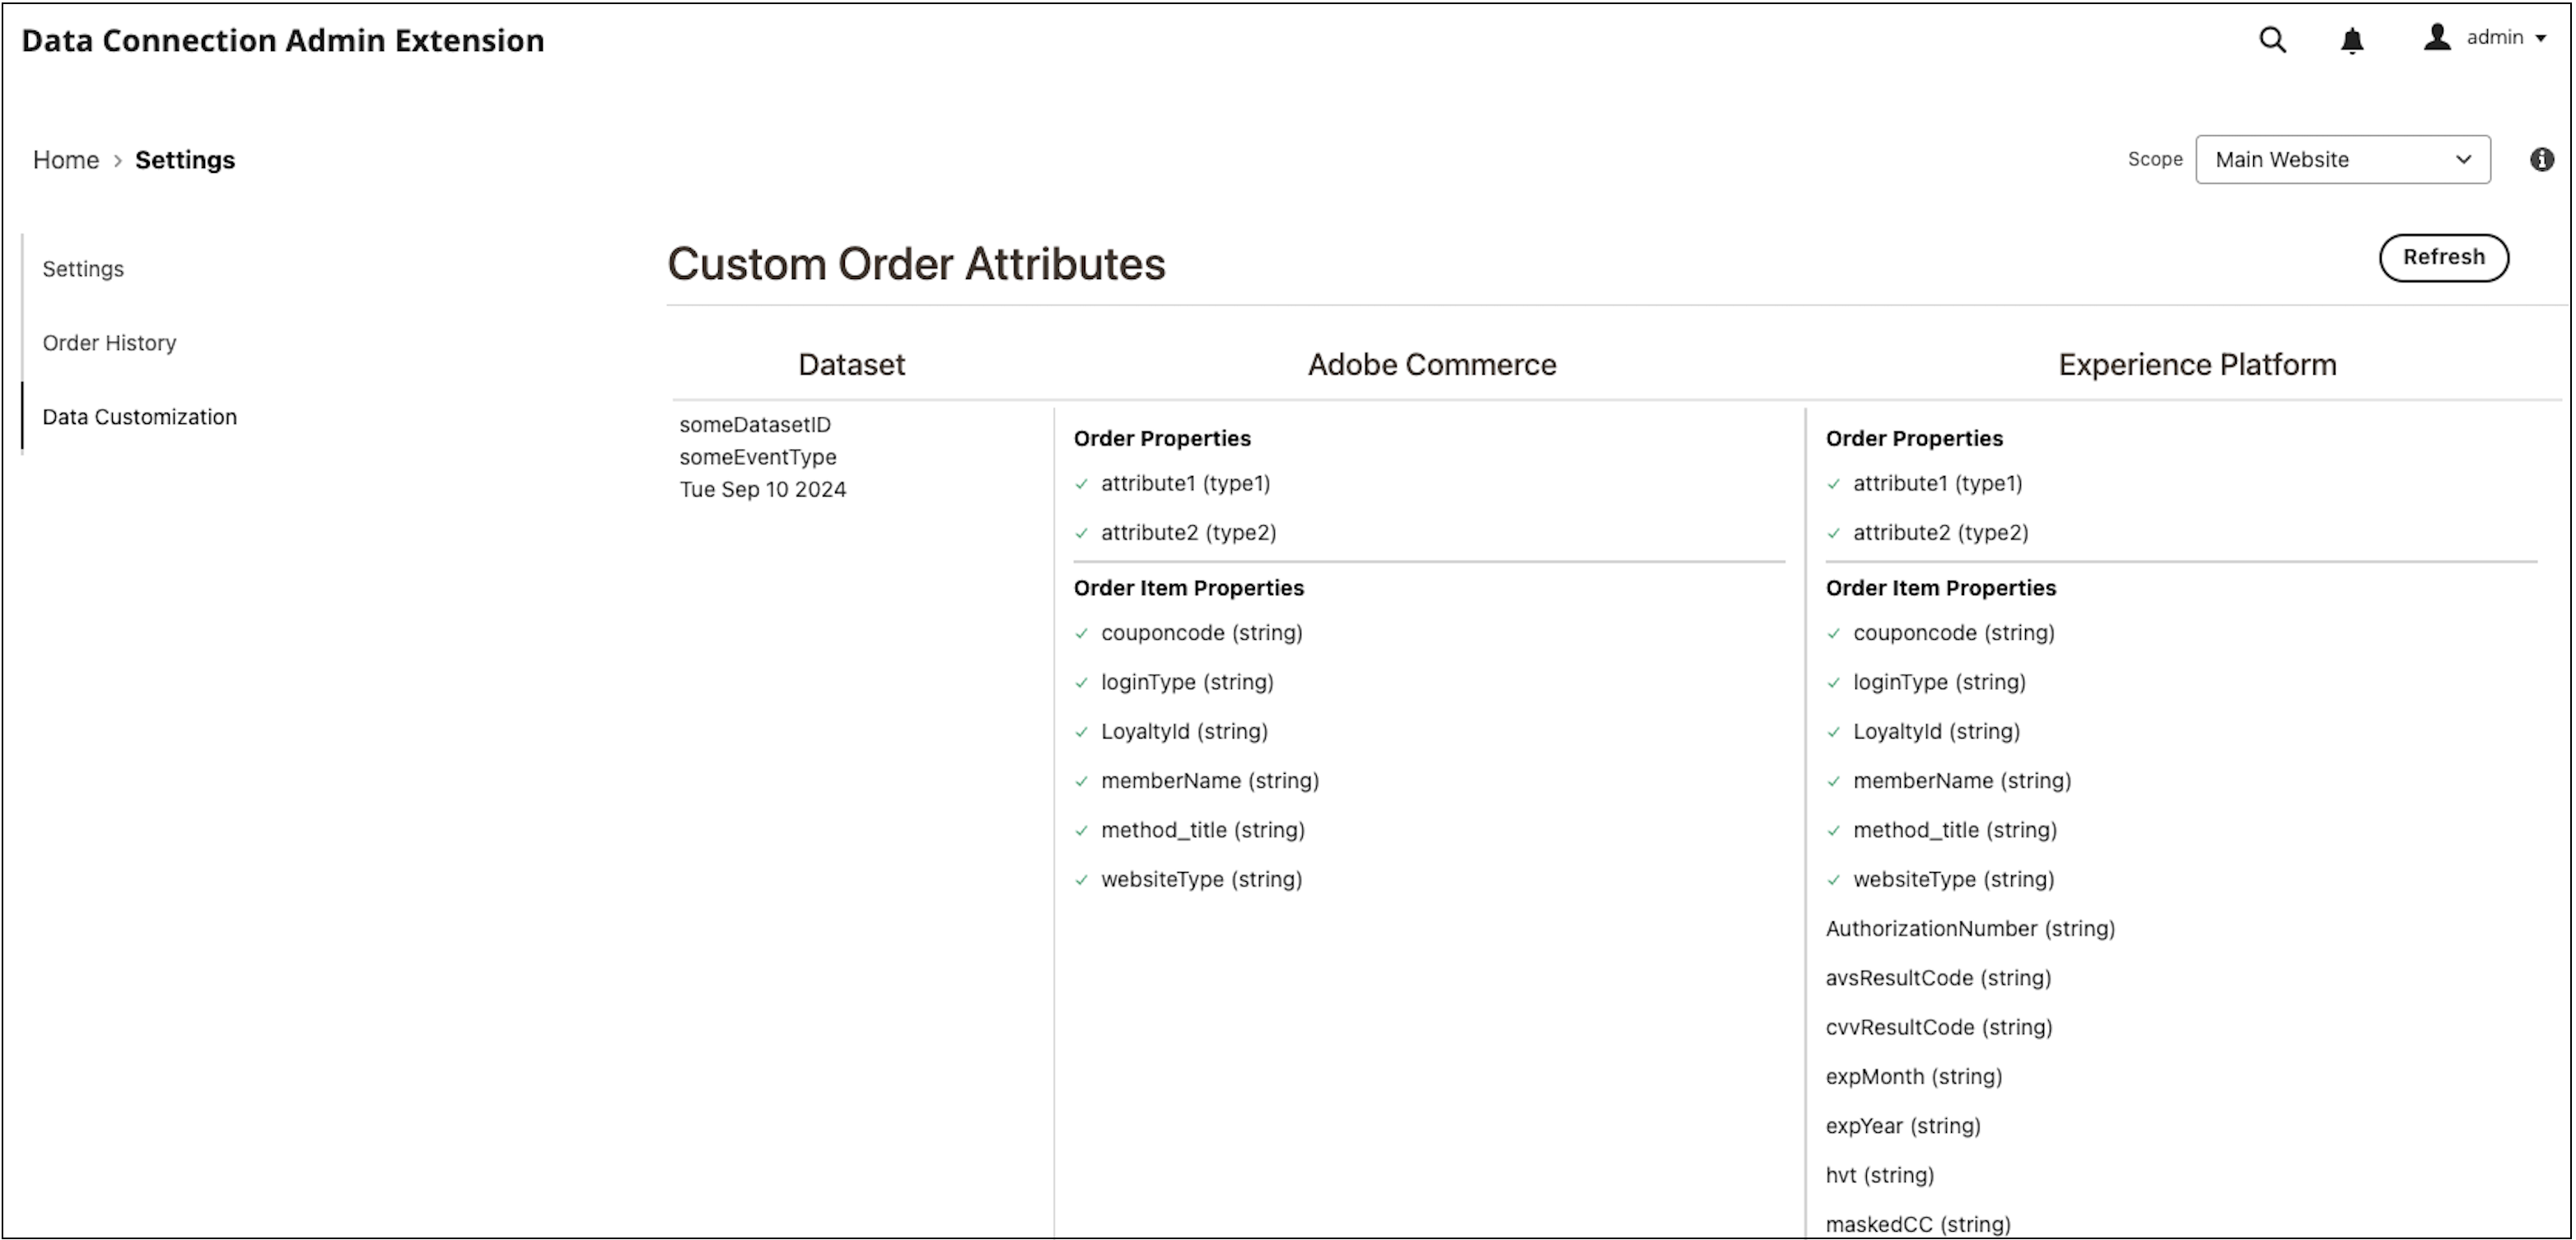 Data Connection Admin Extension
admin
Home > Settings
Scope
Main Website
Settings
Order History
Data Customization
Custom Order Attributes
Refresh
Dataset
Adobe Commerce
Experience Platform
someDatasetID
someEventType
Tue Sep 10 2024
Order Properties
attribute1 (type1)
attribute2 (type2)
Order Item Properties
couponcode (string)
loginType (string)
LoyaltyId (string)
memberName (string)
method_title (string)
websiteType (string)
Order Properties
attribute1 (type1)
attribute2 (type2)
Order Item Properties
couponcode (string)
loginType (string)
LoyaltyId (string)
memberName (string)
method_title (string)
websiteType (string)
AuthorizationNumber (string)
avsResultCode (string)
cvvResultCode (string)
expMonth (string)
expYear (string)
hvt (string)
maskedCC (string)